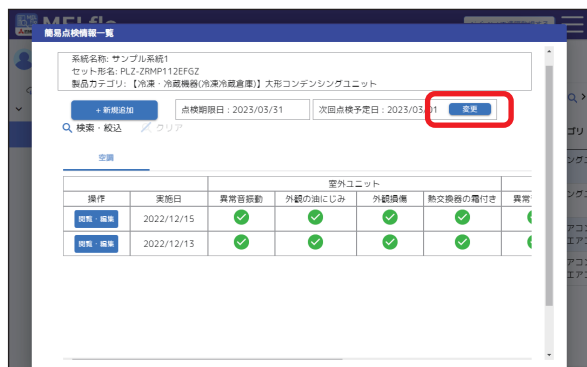 MELflo
簡易点検情報一覧
系統名称: サンプル系統1
セット形名: PLZ-ZRMP112EFGZ
製品カテゴリ: 【冷凍・冷蔵機器(冷凍冷蔵倉庫)】大形コンデンシングユニット
+ 新規追加 点検期限日 : 2023/03/31 次回点検予定日 : 2023/03/01 変更
検索・絞込 クリア
空調
室外ユニット
操作 実施日 異常音振動 外観の油にじみ 外観損傷 熱交換器の霜付き 異常
閲覧・編集 2022/12/15
閲覧・編集 2022/12/13